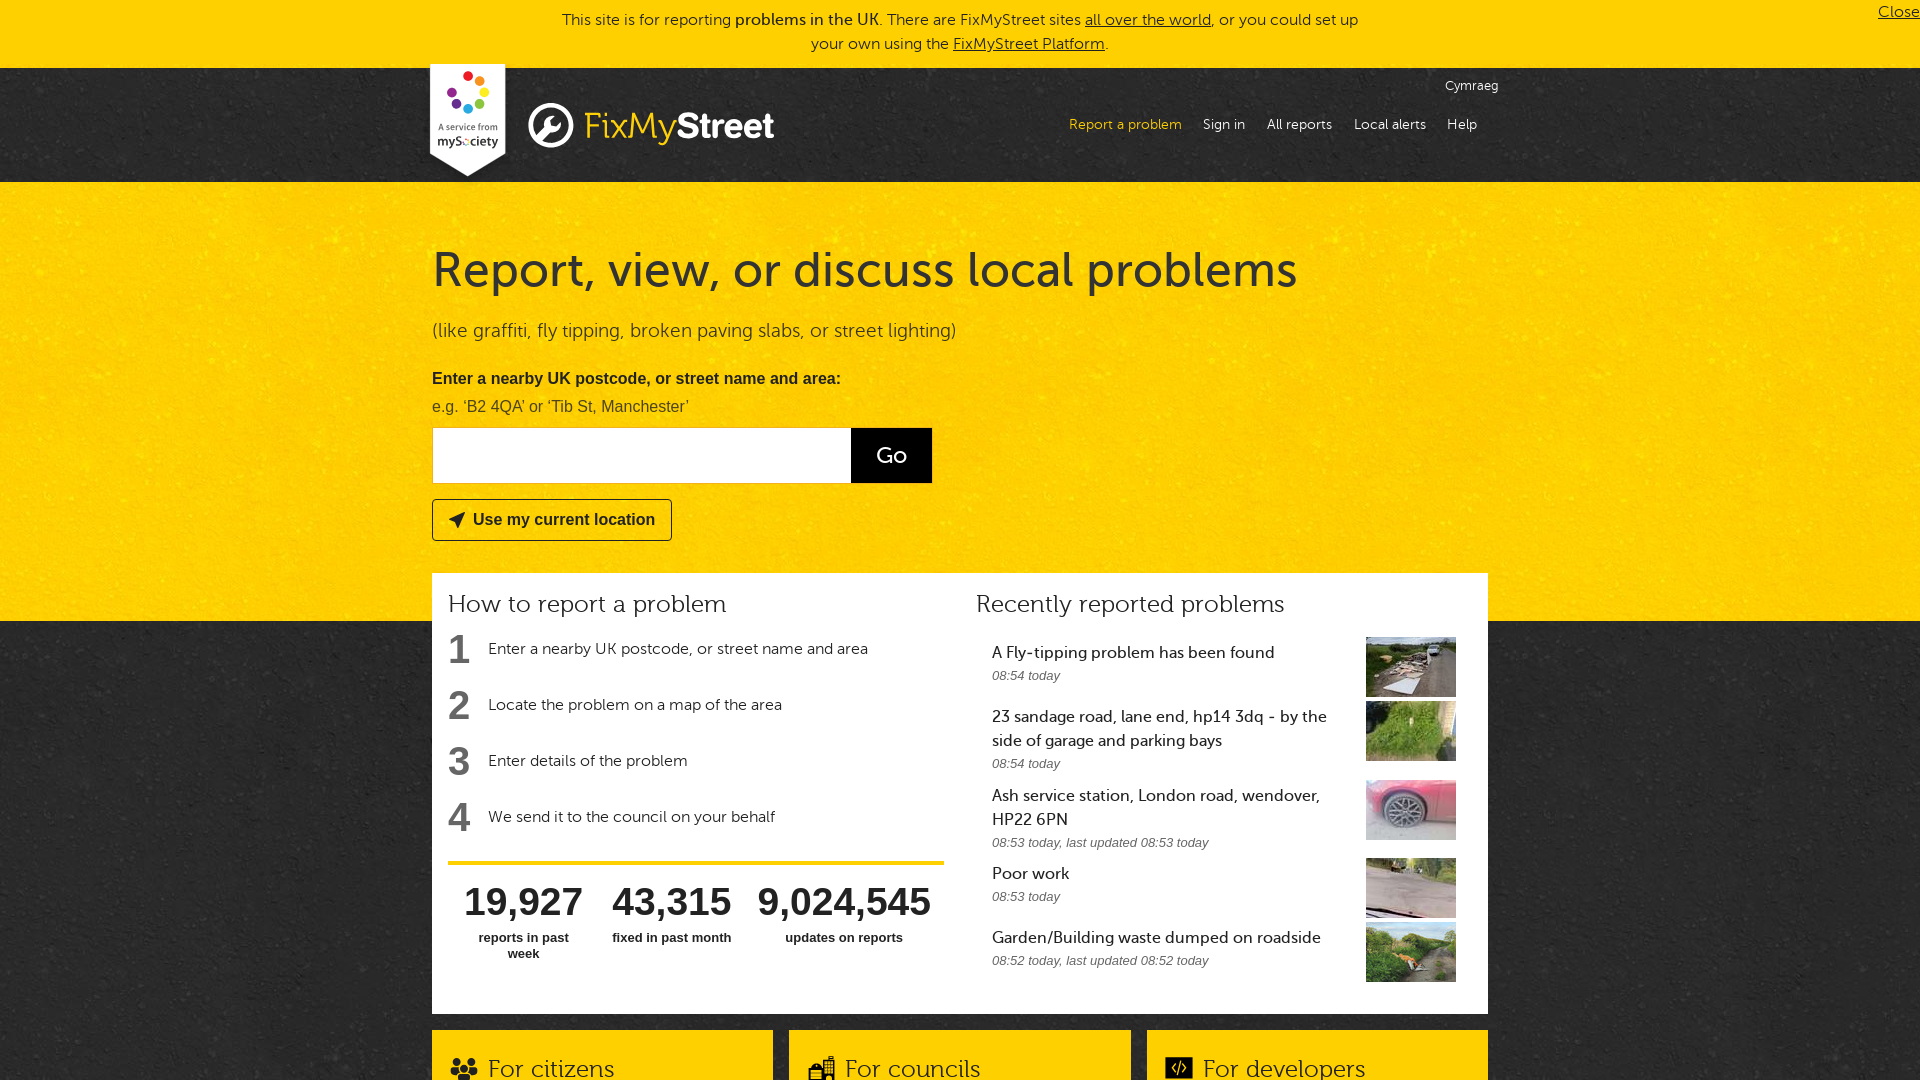 This site is for reporting problems in the UK. There are FixMyStreet sites all over the world, or you could set up
your own using the FixMyStreet Platform.
Close
A service from
mySociety
FixMyStreet
Cymraeg
Report a problem
Sign in
All reports
Local alerts
Help
Report, view, or discuss local problems
(like graffiti, fly tipping, broken paving slabs, or street lighting)
Enter a nearby UK postcode, or street name and area:
e.g. ‘B2 4QA’ or ‘Tib St, Manchester’
Go
Use my current location
How to report a problem
1 Enter a nearby UK postcode, or street name and area
2 Locate the problem on a map of the area
3 Enter details of the problem
4 We send it to the council on your behalf
19,927
reports in past
week
43,315
fixed in past month
9,024,545
updates on reports
Recently reported problems
A Fly-tipping problem has been found
08:54 today
23 sandage road, lane end, hp14 3dq - by the
side of garage and parking bays
08:54 today
Ash service station, London road, wendover,
HP22 6PN
08:53 today, last updated 08:53 today
Poor work
08:53 today
Garden/Building waste dumped on roadside
08:52 today, last updated 08:52 today
For citizens
For councils
For developers